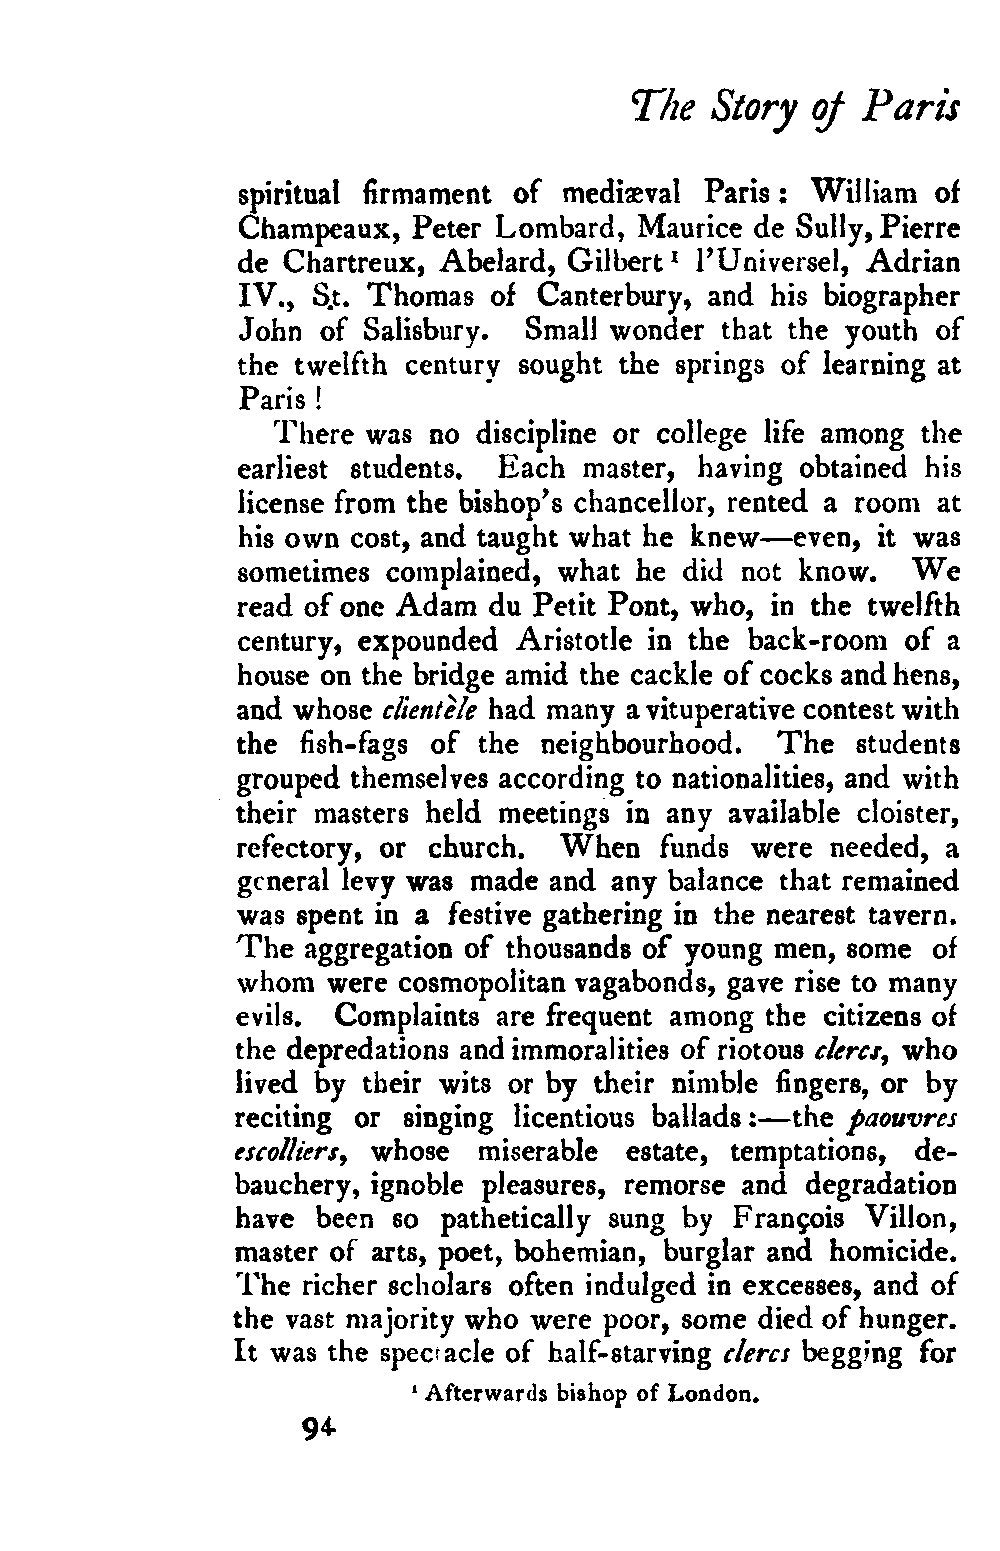 The Story of Paris
spiritual firmament of mediæval Paris : William of
Champeaux, Peter Lombard, Maurice de Sully, Pierre
de Chartreux, Abelard, Gilbert ¹ l'Universel, Adrian
IV., St. Thomas of Canterbury, and his biographer
John of Salisbury. Small wonder that the youth of
the twelfth century sought the springs of learning at
Paris !
There was no discipline or college life among the
earliest students. Each master, having obtained his
license from the bishop's chancellor, rented a room at
his own cost, and taught what he knew—even, it was
sometimes complained, what he did not know. We
read of one Adam du Petit Pont, who, in the twelfth
century, expounded Aristotle in the back-room of a
house on the bridge amid the cackle of cocks and hens,
and whose clientèle had many a vituperative contest with
the fish-fags of the neighbourhood. The students
grouped themselves according to nationalities, and with
their masters held meetings in any available cloister,
refectory, or church. When funds were needed, a
general levy was made and any balance that remained
was spent in a festive gathering in the nearest tavern.
The aggregation of thousands of young men, some of
whom were cosmopolitan vagabonds, gave rise to many
evils. Complaints are frequent among the citizens of
the depredations and immoralities of riotous clercs, who
lived by their wits or by their nimble fingers, or by
reciting or singing licentious ballads :—the paouvres
escolliers, whose miserable estate, temptations, de-
bauchery, ignoble pleasures, remorse and degradation
have been so pathetically sung by François Villon,
master of arts, poet, bohemian, burglar and homicide.
The richer scholars often indulged in excesses, and of
the vast majority who were poor, some died of hunger.
It was the spectacle of half-starving clercs begging for
¹ Afterwards bishop of London.
94